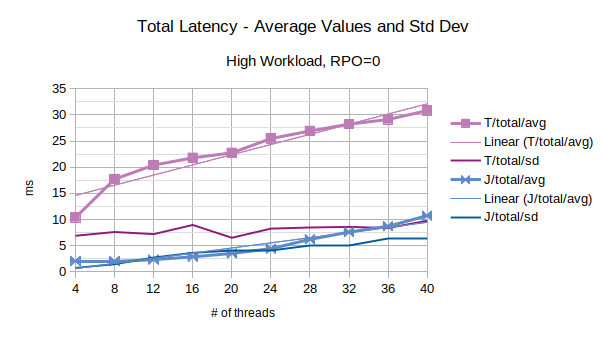 Total Latency - Average Values and Std Dev
High Workload, RPO=0
35
30
25
20
15
10
5
0
ms
4 8 12 16 20 24 28 32 36 40
# of threads
T/total/avg
Linear (T/total/avg)
T/total/sd
J/total/avg
Linear (J/total/avg)
J/total/sd